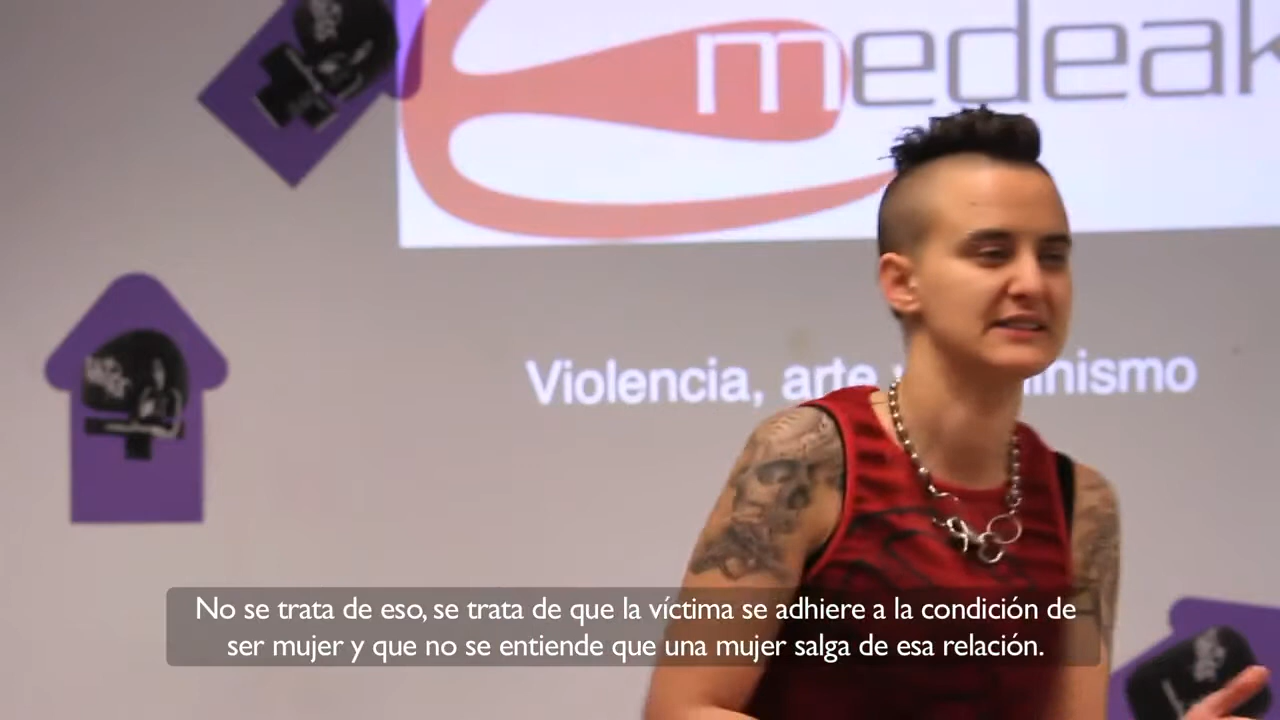 medeak
Violencia, arte
No se trata de eso, se trata de que la víctima se adhiere a la condición de
ser mujer y que no se entiende que una mujer salga de esa relación.